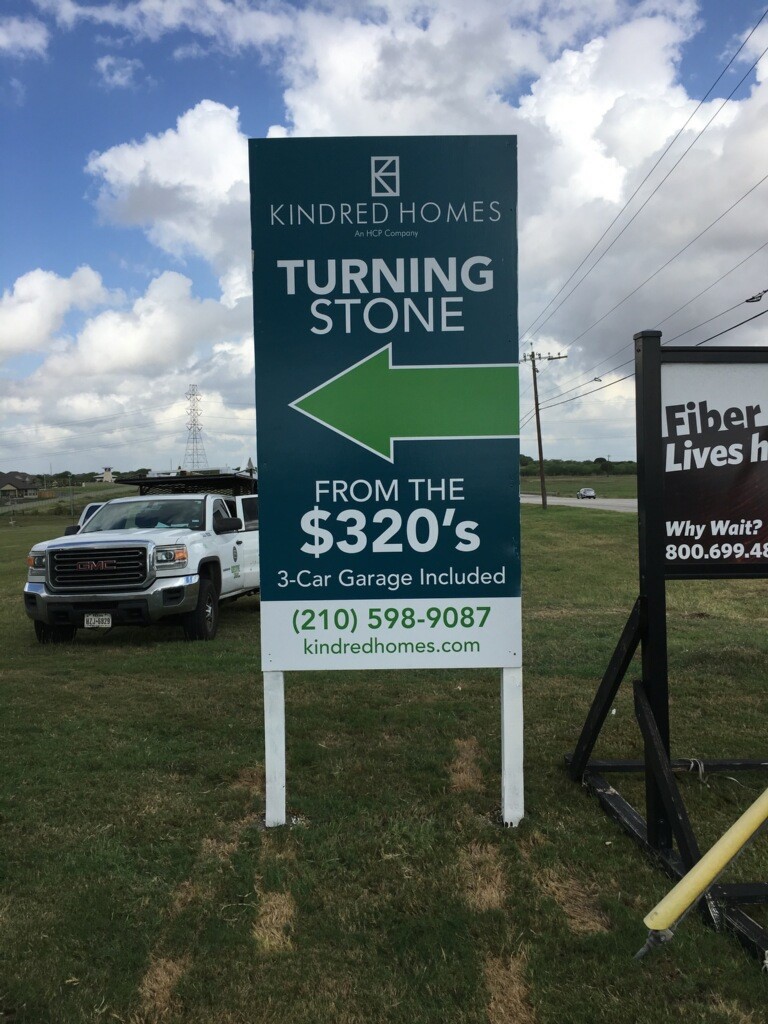 KINDRED HOMES
An HCP Company
TURNING
STONE
FROM THE
$320's
3-Car Garage Included
(210) 598-9087
kindredhomes.com
GMC
Fiber
Lives h
Why Wait?
800.699.48